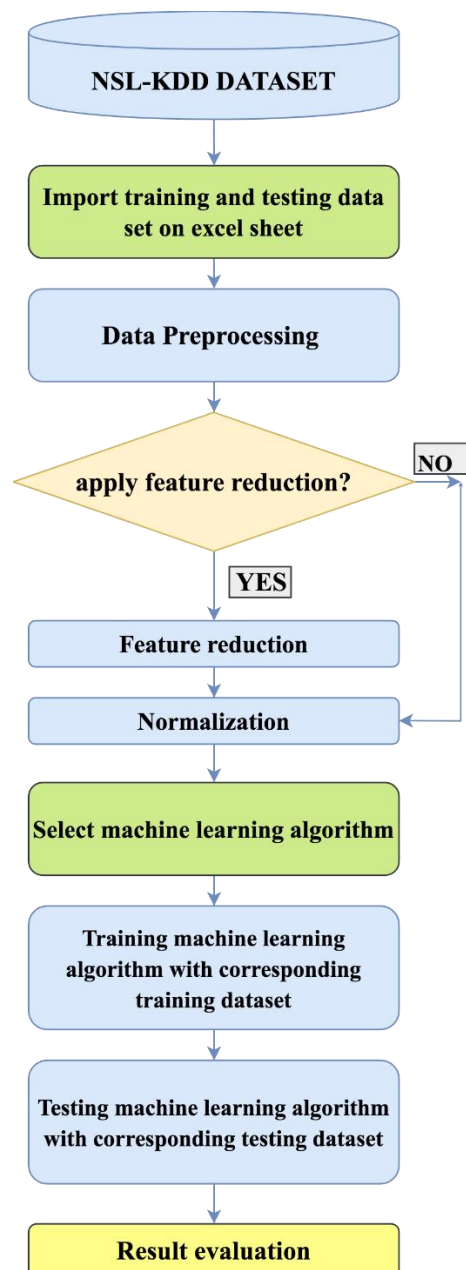 NSL-KDD DATASET
Import training and testing data
set on excel sheet
Data Preprocessing
apply feature reduction?
NO
YES
Feature reduction
Normalization
Select machine learning algorithm
Training machine learning
algorithm with corresponding
training dataset
Testing machine learning algorithm
with corresponding testing dataset
Result evaluation